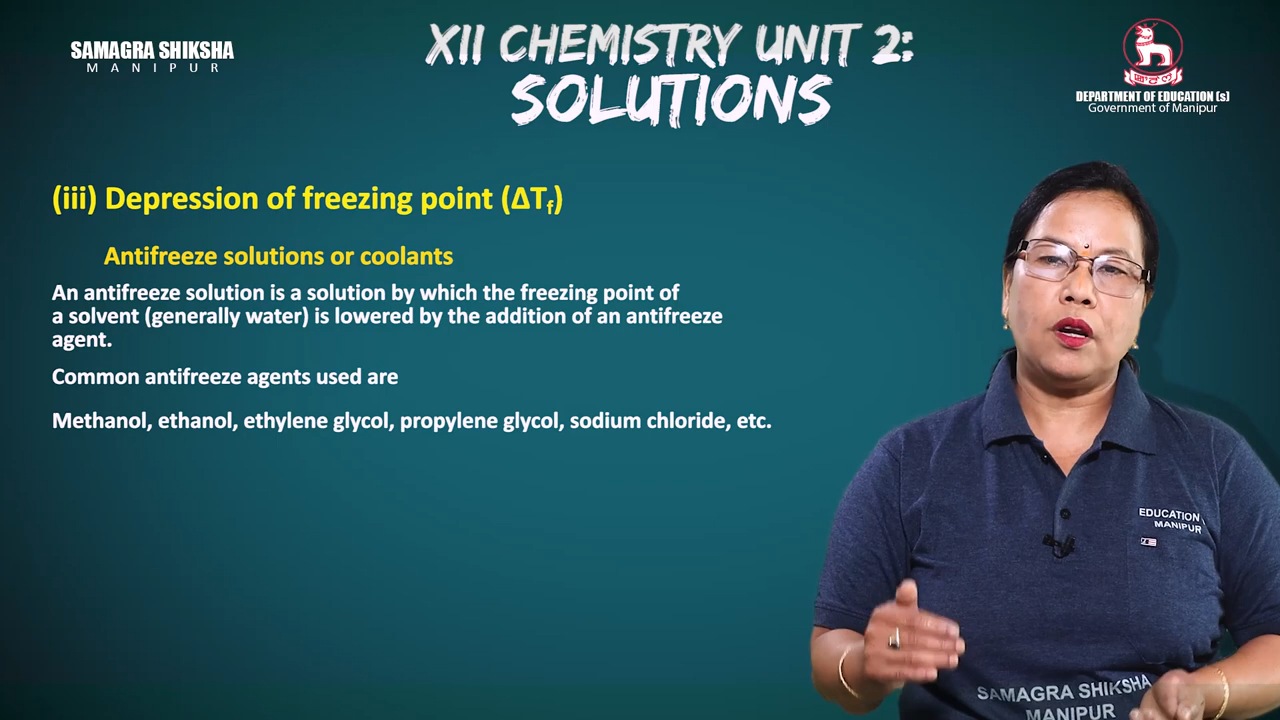 SAMAGRA SHIKSHA
MANIPUR
XII CHEMISTRY UNIT 2:
SOLUTIONS
DEPARTMENT OF EDUCATION (S)
Government of Manipur
(iii) Depression of freezing point (ΔTf)
Antifreeze solutions or coolants
An antifreeze solution is a solution by which the freezing point of
a solvent (generally water) is lowered by the addition of an antifreeze
agent.
Common antifreeze agents used are
Methanol, ethanol, ethylene glycol, propylene glycol, sodium chloride, etc.
EDUCATION
MANIPUR
SAMAGRA SHIKSHA
MANIPUR